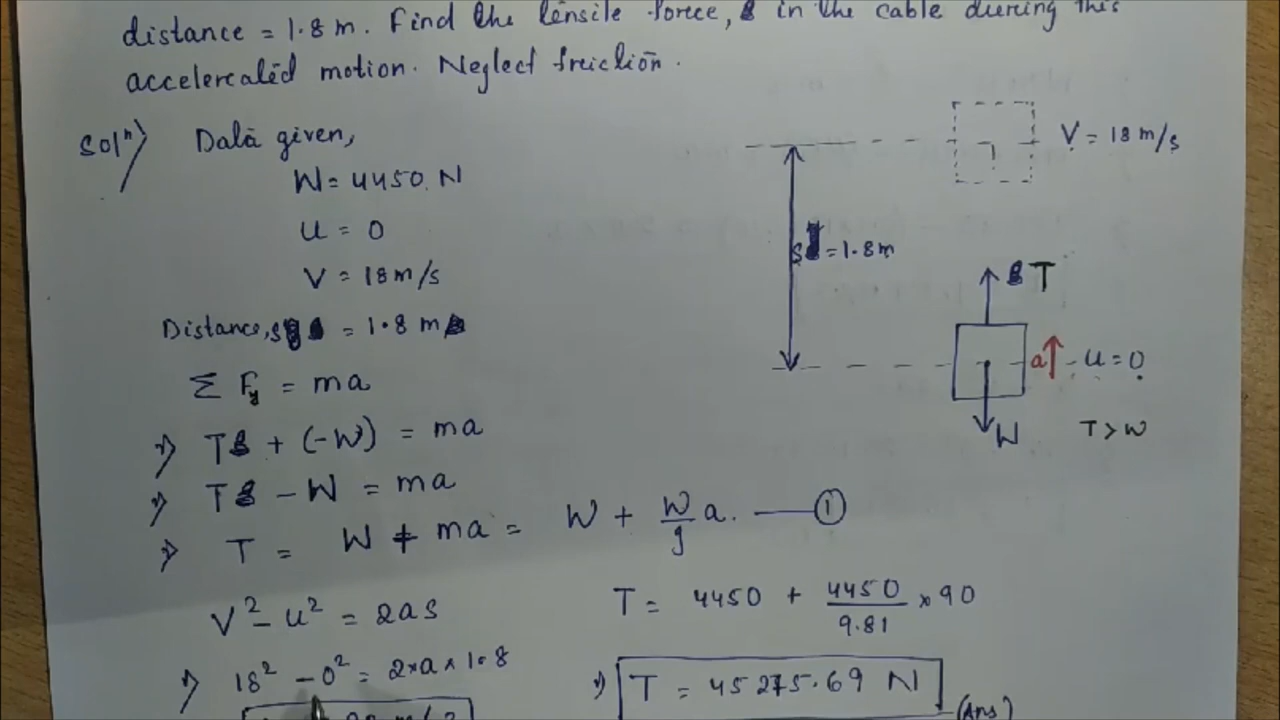 distance = 1.8 m. Find the tensile force, in the cable during this
accelerated motion. Neglect friction.
Solⁿ) Data given,
W = 4450 N
u = 0
V = 18 m/s
Distance, s = 1.8 m
Σ Fy = ma
⇒ T + (-W) = ma
⇒ T - W = ma
⇒ T = W + ma = W + W/g a. — ①
V² - u² = 2as
⇒ 18² - 0² = 2×a×1.8
V = 18 m/s
s = 1.8 m
T
a u = 0
W T > W
T = 4450 + 4450/9.81 × 90
⇒ T = 45275.69 N
(Ans)